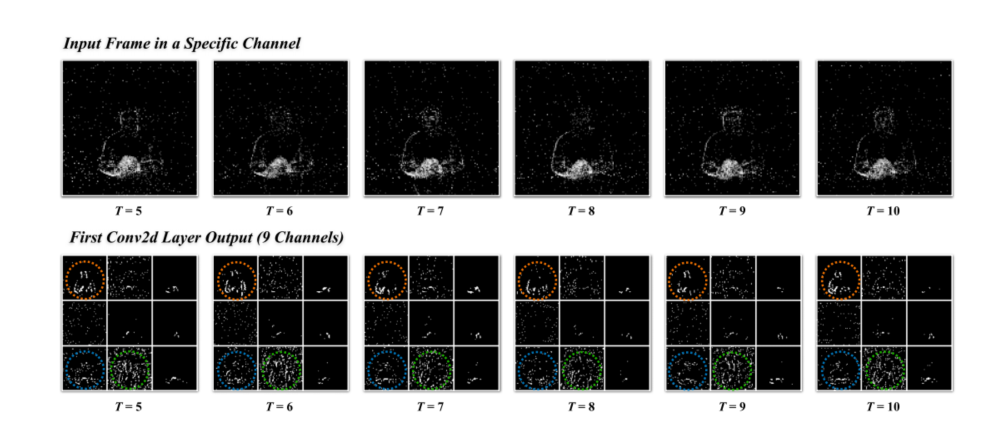 Input Frame in a Specific Channel
T = 5 T = 6 T = 7 T = 8 T = 9 T = 10
First Conv2d Layer Output (9 Channels)
T = 5 T = 6 T = 7 T = 8 T = 9 T = 10